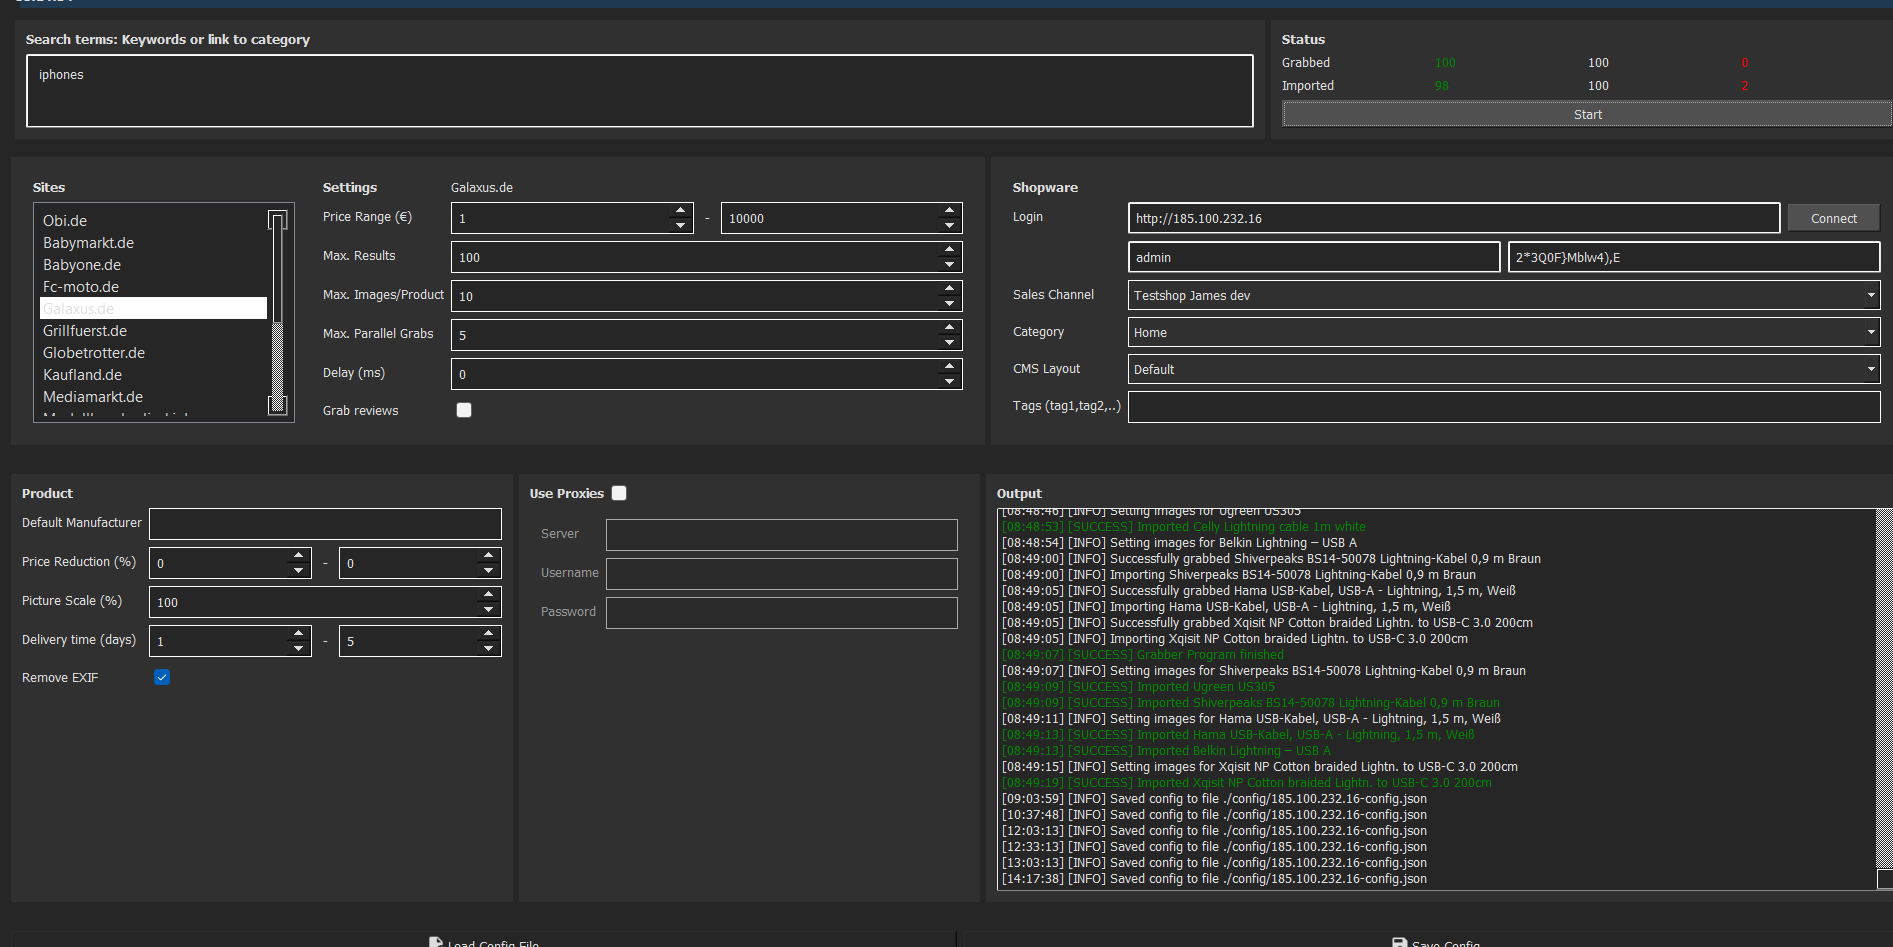 Search terms: Keywords or link to category
iphones
Status
Grabbed 100 100 0
Imported 98 100 2
Start
Sites
Obi.de
Babymarkt.de
Babyone.de
Fc-moto.de
Galaxus.de
Grillfuerst.de
Globetrotter.de
Kaufland.de
Mediamarkt.de
Settings Galaxus.de
Price Range (€) 1 - 10000
Max. Results 100
Max. Images/Product 10
Max. Parallel Grabs 5
Delay (ms) 0
Grab reviews
Shopware
Login http://185.100.232.16 Connect
admin 2*3Q0F}Mblw4),E
Sales Channel Testshop James dev
Category Home
CMS Layout Default
Tags (tag1,tag2,..)
Product
Default Manufacturer
Price Reduction (%) 0 - 0
Picture Scale (%) 100
Delivery time (days) 1 - 5
Remove EXIF
Use Proxies
Server
Username
Password
Output
[08:48:46] [INFO] Setting images for Ugreen US305
[08:48:53] [SUCCESS] Imported Celly Lightning cable 1m white
[08:48:54] [INFO] Setting images for Belkin Lightning – USB A
[08:49:00] [INFO] Successfully grabbed Shiverpeaks BS14-50078 Lightning-Kabel 0,9 m Braun
[08:49:00] [INFO] Importing Shiverpeaks BS14-50078 Lightning-Kabel 0,9 m Braun
[08:49:05] [INFO] Successfully grabbed Hama USB-Kabel, USB-A - Lightning, 1,5 m, Weiß
[08:49:05] [INFO] Importing Hama USB-Kabel, USB-A - Lightning, 1,5 m, Weiß
[08:49:05] [INFO] Successfully grabbed Xqisit NP Cotton braided Lightn. to USB-C 3.0 200cm
[08:49:05] [INFO] Importing Xqisit NP Cotton braided Lightn. to USB-C 3.0 200cm
[08:49:07] [SUCCESS] Grabber Program finished
[08:49:07] [INFO] Setting images for Shiverpeaks BS14-50078 Lightning-Kabel 0,9 m Braun
[08:49:09] [SUCCESS] Imported Ugreen US305
[08:49:09] [SUCCESS] Imported Shiverpeaks BS14-50078 Lightning-Kabel 0,9 m Braun
[08:49:11] [INFO] Setting images for Hama USB-Kabel, USB-A - Lightning, 1,5 m, Weiß
[08:49:13] [SUCCESS] Imported Hama USB-Kabel, USB-A - Lightning, 1,5 m, Weiß
[08:49:13] [SUCCESS] Imported Belkin Lightning – USB A
[08:49:15] [INFO] Setting images for Xqisit NP Cotton braided Lightn. to USB-C 3.0 200cm
[08:49:19] [SUCCESS] Imported Xqisit NP Cotton braided Lightn. to USB-C 3.0 200cm
[09:03:59] [INFO] Saved config to file ./config/185.100.232.16-config.json
[10:37:48] [INFO] Saved config to file ./config/185.100.232.16-config.json
[12:03:13] [INFO] Saved config to file ./config/185.100.232.16-config.json
[12:33:13] [INFO] Saved config to file ./config/185.100.232.16-config.json
[13:03:13] [INFO] Saved config to file ./config/185.100.232.16-config.json
[14:17:38] [INFO] Saved config to file ./config/185.100.232.16-config.json
Load Config File
Save Config